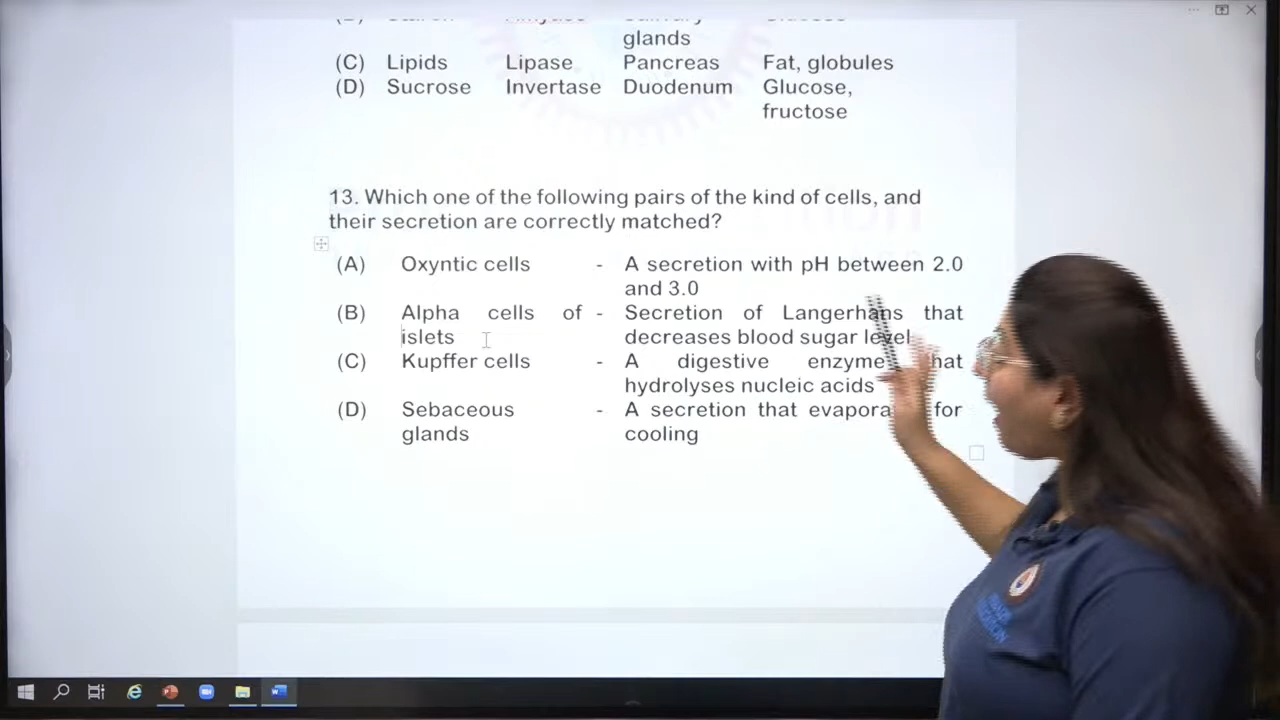 glands
(C) Lipids Lipase Pancreas Fat, globules
(D) Sucrose Invertase Duodenum Glucose,
fructose
13. Which one of the following pairs of the kind of cells, and
their secretion are correctly matched?
(A) Oxyntic cells - A secretion with pH between 2.0
and 3.0
(B) Alpha cells of - Secretion of Langerhans that
islets decreases blood sugar level
(C) Kupffer cells - A digestive enzyme
hydrolyses nucleic acids
(D) Sebaceous - A secretion that for
glands cooling